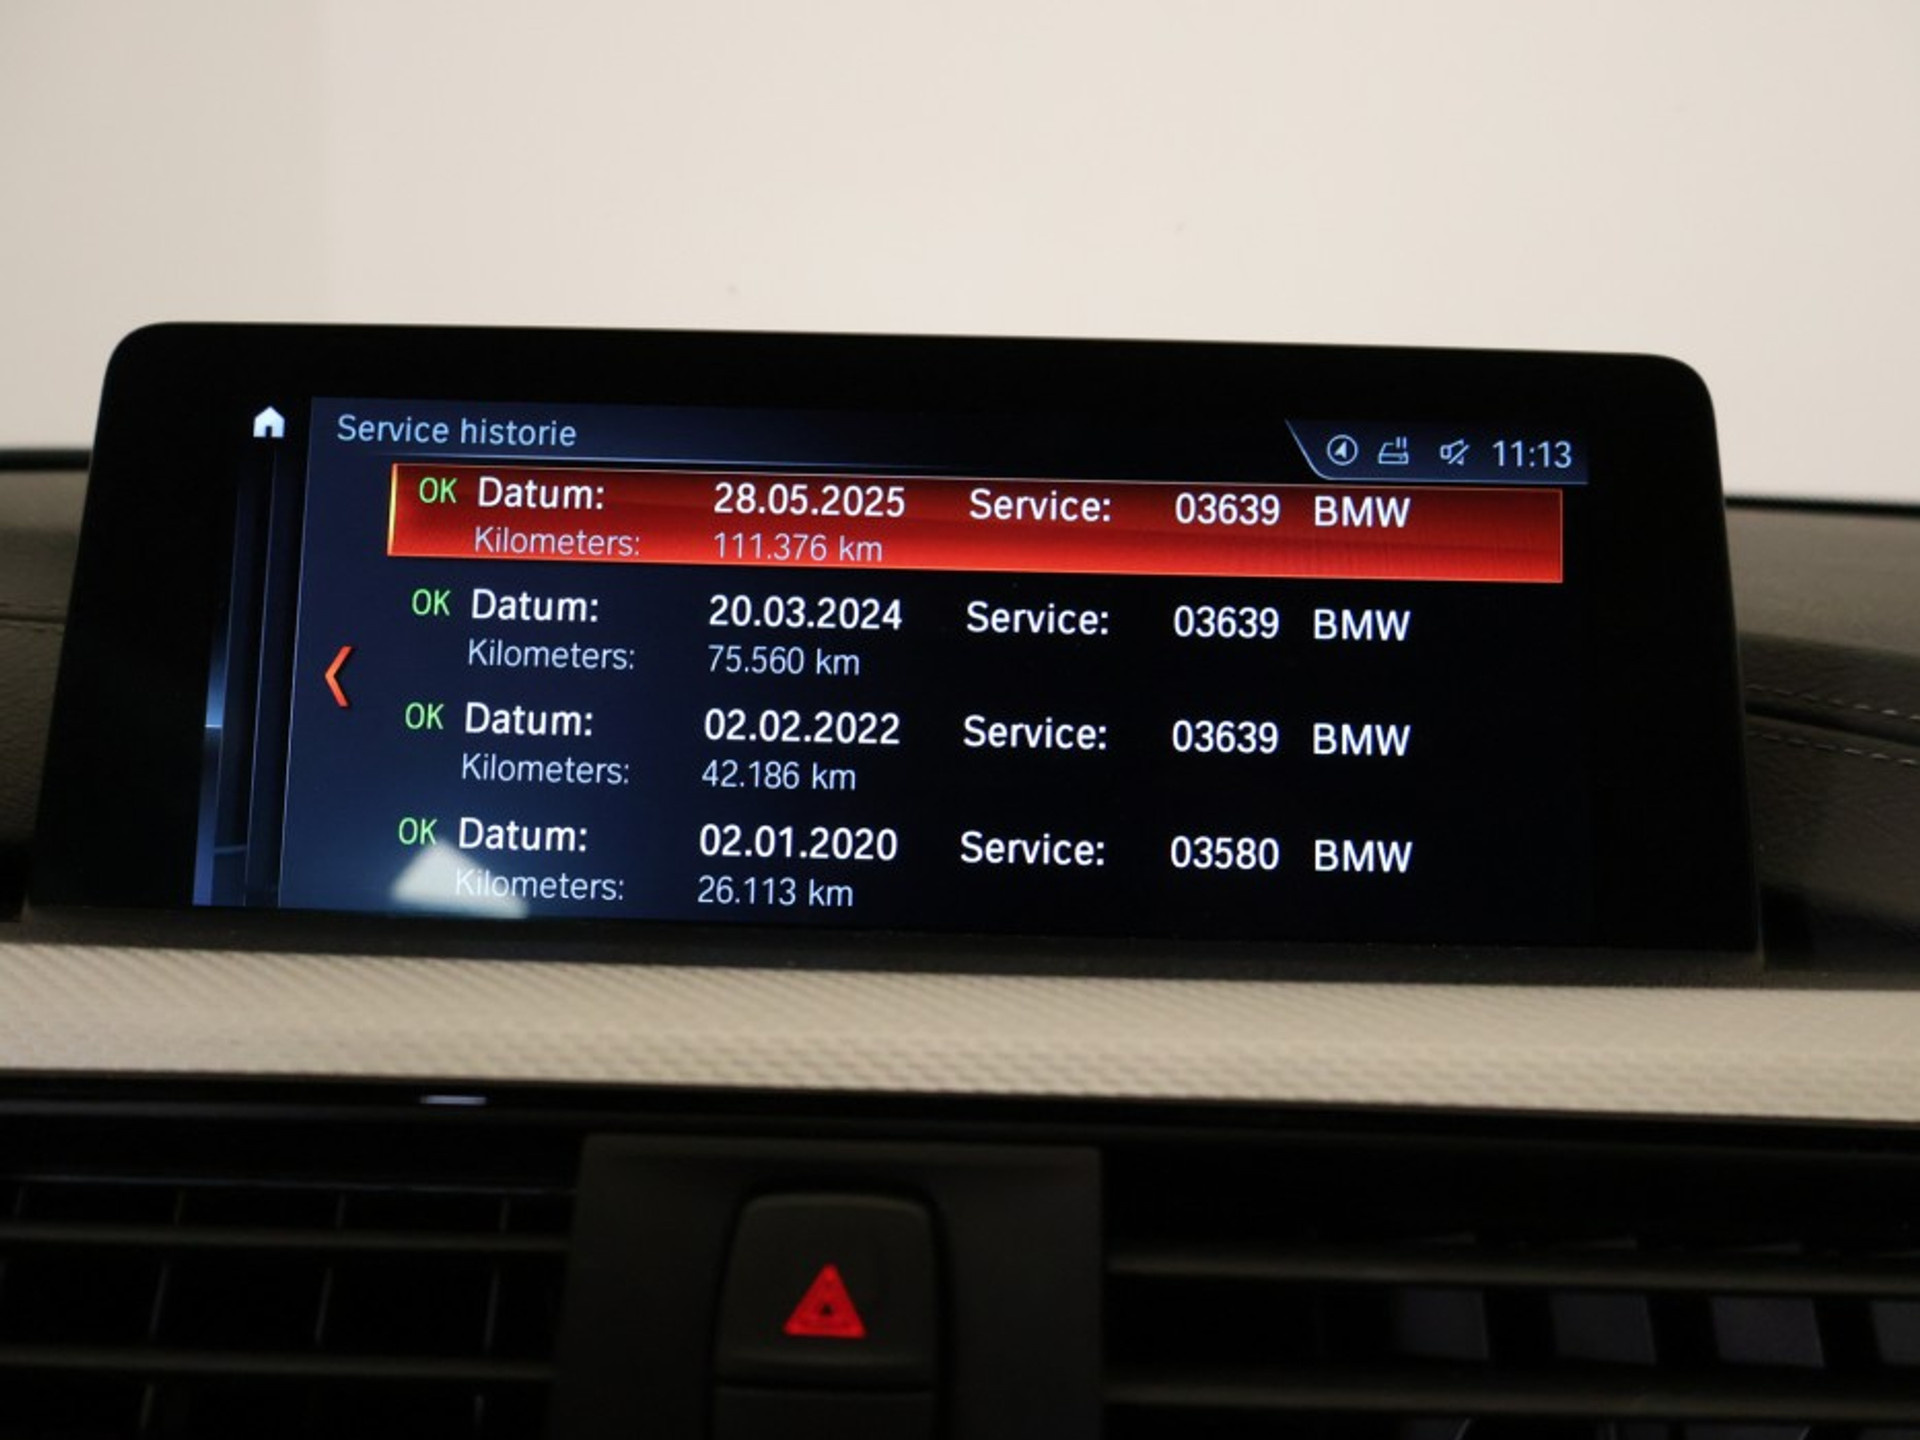 Service historie
11:13
OK Datum: 28.05.2025 Service: 03639 BMW
Kilometers: 111.376 km
OK Datum: 20.03.2024 Service: 03639 BMW
Kilometers: 75.560 km
OK Datum: 02.02.2022 Service: 03639 BMW
Kilometers: 42.186 km
OK Datum: 02.01.2020 Service: 03580 BMW
Kilometers: 26.113 km